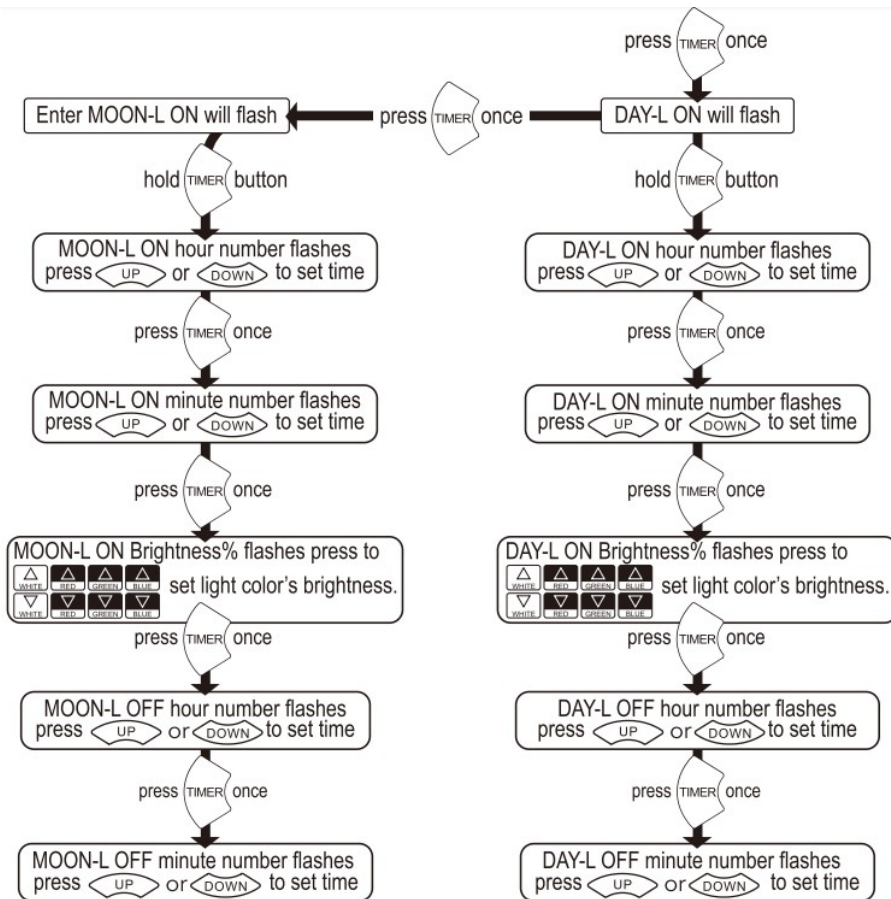 press TIMER once
Enter MOON-L ON will flash
press TIMER once
DAY-L ON will flash
hold TIMER button
hold TIMER button
MOON-L ON hour number flashes
press UP or DOWN to set time
DAY-L ON hour number flashes
press UP or DOWN to set time
press TIMER once
press TIMER once
MOON-L ON minute number flashes
press UP or DOWN to set time
DAY-L ON minute number flashes
press UP or DOWN to set time
press TIMER once
press TIMER once
MOON-L ON Brightness% flashes press to
WHITE RED GREEN BLUE
set light color's brightness.
WHITE RED GREEN BLUE
DAY-L ON Brightness% flashes press to
WHITE RED GREEN BLUE
set light color's brightness.
WHITE RED GREEN BLUE
press TIMER once
press TIMER once
MOON-L OFF hour number flashes
press UP or DOWN to set time
DAY-L OFF hour number flashes
press UP or DOWN to set time
press TIMER once
press TIMER once
MOON-L OFF minute number flashes
press UP or DOWN to set time
DAY-L OFF minute number flashes
press UP or DOWN to set time